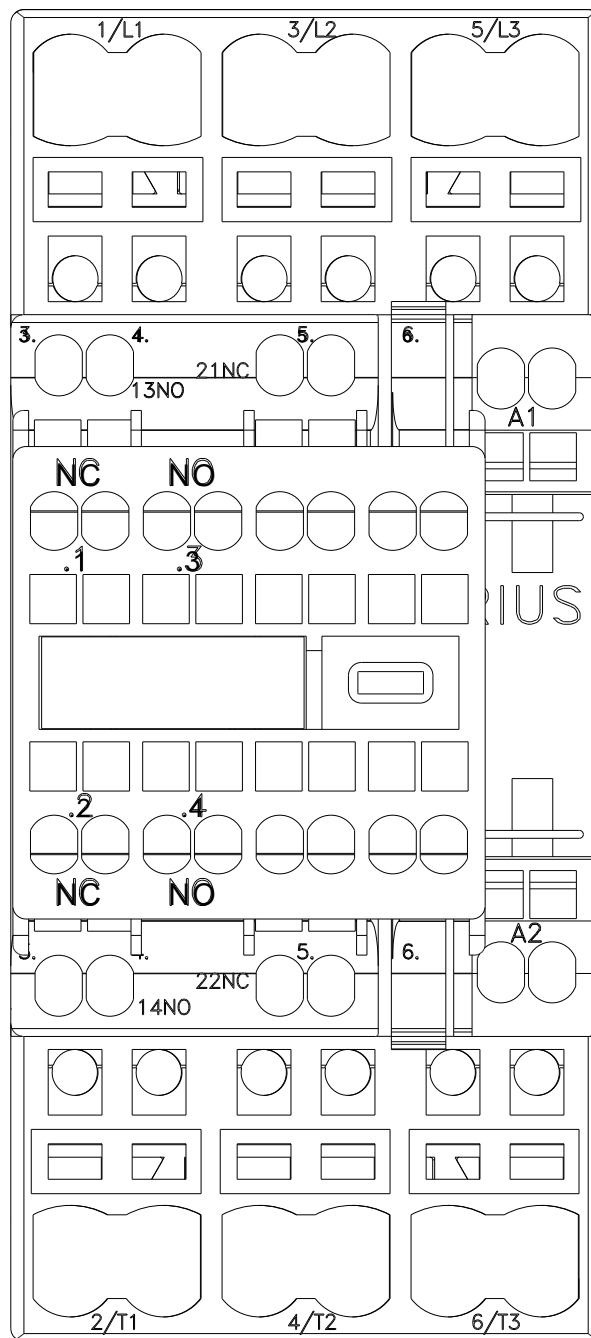 1/L1 3/L2 5/L3
3. 4. 5. 6.
21NC
13NO
A1
NC NO
.1 .3
RIUS
.2 .4
NC NO
A2
3. 4. 5. 6.
22NC
14NO
2/T1 4/T2 6/T3